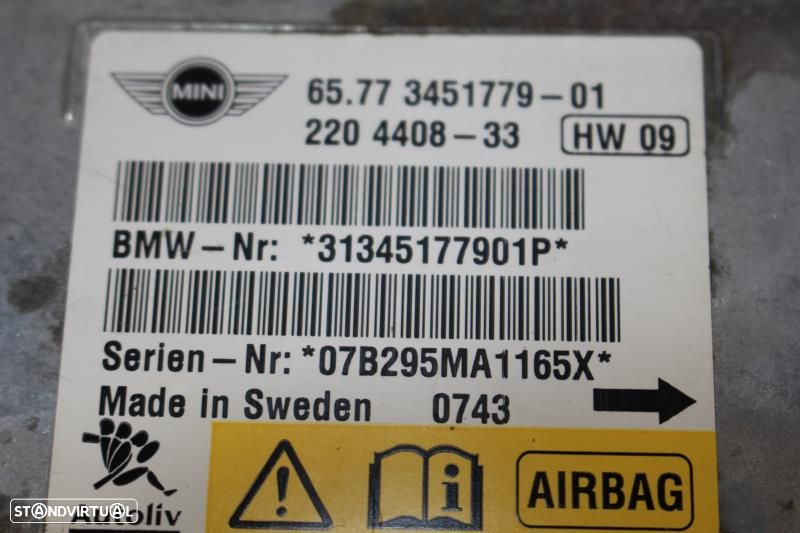 MINI
65.77 3451779-01
220 4408-33 HW 09
BMW-Nr: *31345177901P*
Serien-Nr: *07B295MA1165X*
Made in Sweden 0743
Autoliv
i
AIRBAG
STANDVIRTUAL